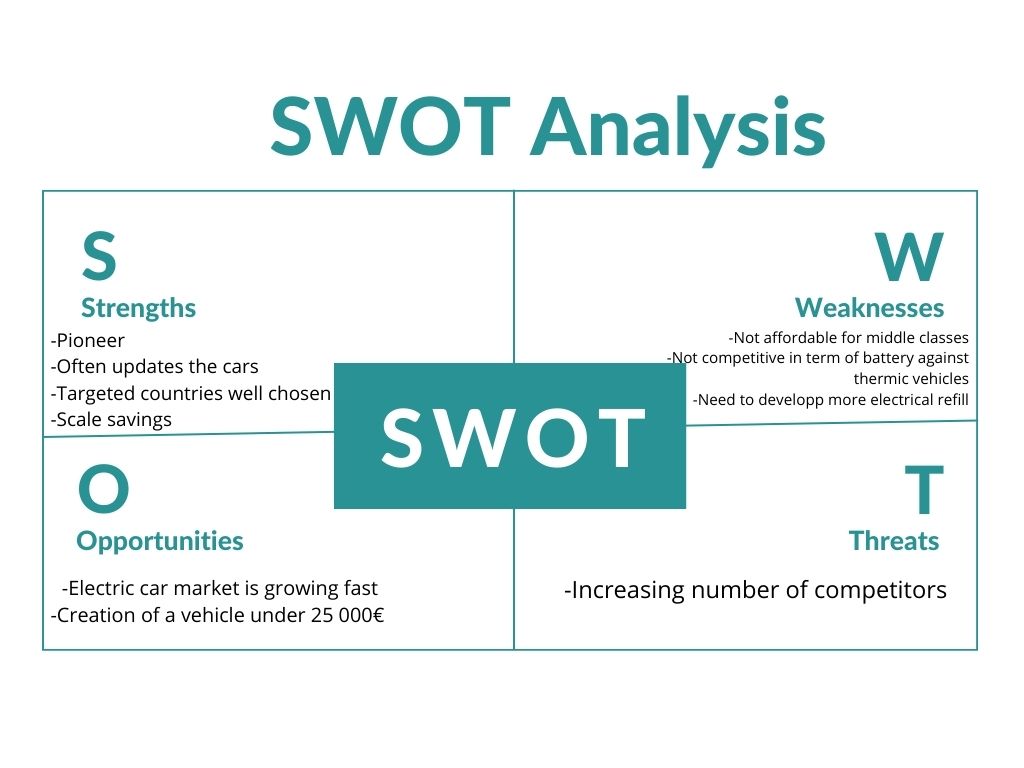 SWOT Analysis
S
Strengths
-Pioneer
-Often updates the cars
-Targeted countries well chosen
-Scale savings
W
Weaknesses
-Not affordable for middle classes
-Not competitive in term of battery against
thermic vehicles
-Need to developp more electrical refill
SWOT
O
Opportunities
-Electric car market is growing fast
-Creation of a vehicle under 25 000€
T
Threats
-Increasing number of competitors